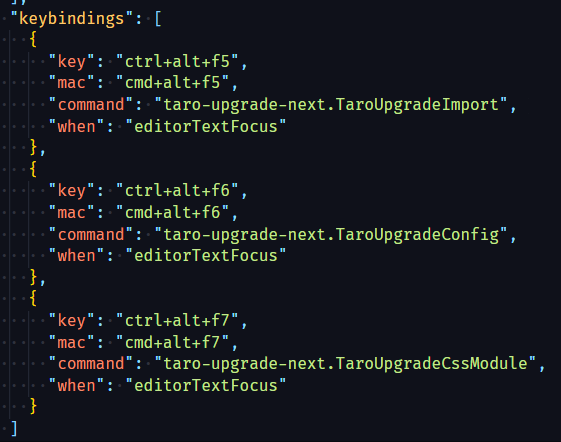 ],
"keybindings": [
{
"key": "ctrl+alt+f5",
"mac": "cmd+alt+f5",
"command": "taro-upgrade-next.TaroUpgradeImport",
"when": "editorTextFocus"
},
{
"key": "ctrl+alt+f6",
"mac": "cmd+alt+f6",
"command": "taro-upgrade-next.TaroUpgradeConfig",
"when": "editorTextFocus"
},
{
"key": "ctrl+alt+f7",
"mac": "cmd+alt+f7",
"command": "taro-upgrade-next.TaroUpgradeCssModule",
"when": "editorTextFocus"
}
]